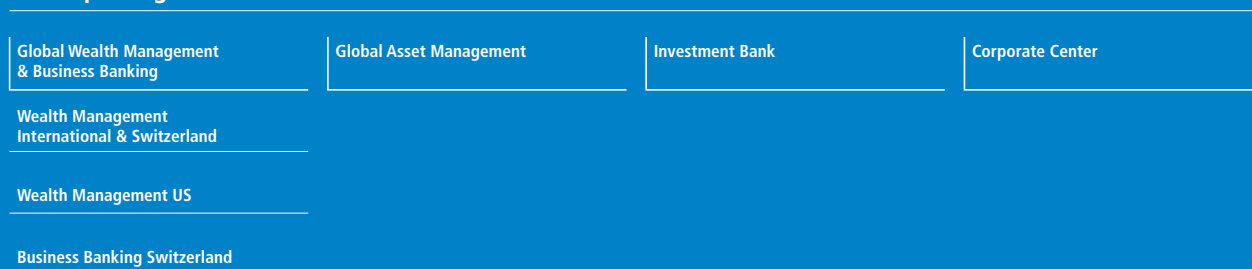 Global Wealth Management
& Business Banking
Global Asset Management
Investment Bank
Corporate Center
Wealth Management
International & Switzerland
Wealth Management US
Business Banking Switzerland